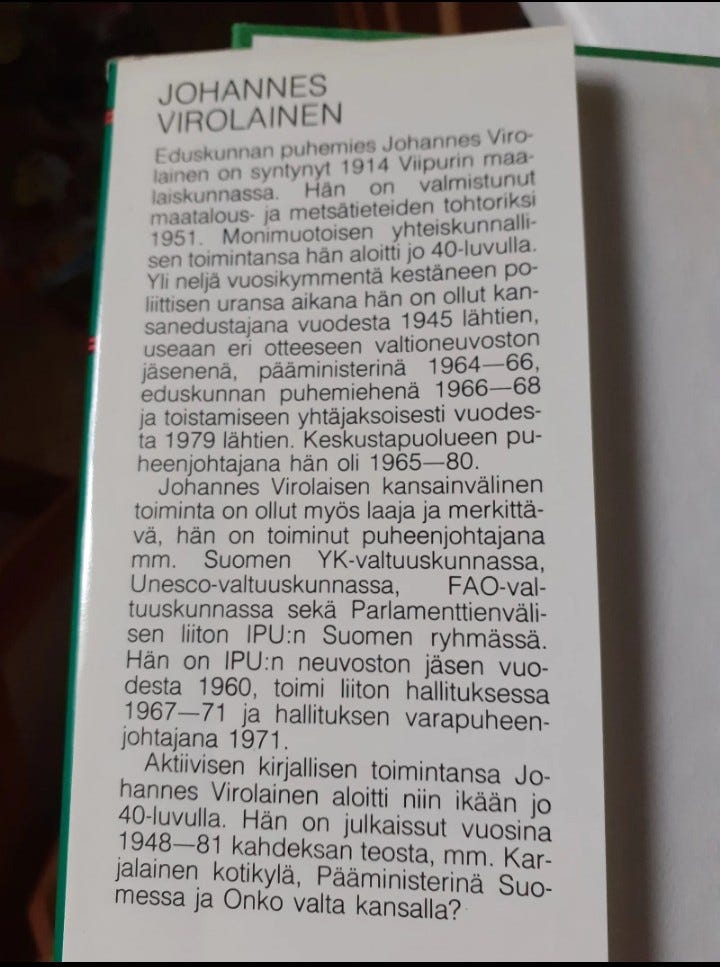 JOHANNES
VIROLAINEN
Eduskunnan puhemies Johannes Viro-
lainen on syntynyt 1914 Viipurin maa-
laiskunnassa. Hän on valmistunut
maatalous- ja metsätieteiden tohtoriksi
1951. Monimuotoisen yhteiskunnalli-
sen toimintansa hän aloitti jo 40-luvulla.
Yli neljä vuosikymmentä kestäneen po-
liittisen uransa aikana hän on ollut kan-
sanedustajana vuodesta 1945 lähtien,
useaan eri otteeseen valtioneuvoston
jäsenenä, pääministerinä 1964—66,
eduskunnan puhemiehenä 1966—68
ja toistamiseen yhtäjaksoisesti vuodes-
ta 1979 lähtien. Keskustapuolueen pu-
heenjohtajana hän oli 1965—80.
Johannes Virolaisen kansainvälinen
toiminta on ollut myös laaja ja merkittä-
vä, hän on toiminut puheenjohtajana
mm. Suomen YK-valtuuskunnassa,
Unesco-valtuuskunnassa, FAO-val-
tuuskunnassa sekä Parlamenttienväli-
sen liiton IPU:n Suomen ryhmässä.
Hän on IPU:n neuvoston jäsen vuo-
desta 1960, toimi liiton hallituksessa
1967—71 ja hallituksen varapuheen-
johtajana 1971.
Aktiivisen kirjallisen toimintansa Jo-
hannes Virolainen aloitti niin ikään jo
40-luvulla. Hän on julkaissut vuosina
1948—81 kahdeksan teosta, mm. Kar-
jalainen kotikylä, Pääministerinä Suo-
messa ja Onko valta kansalla?